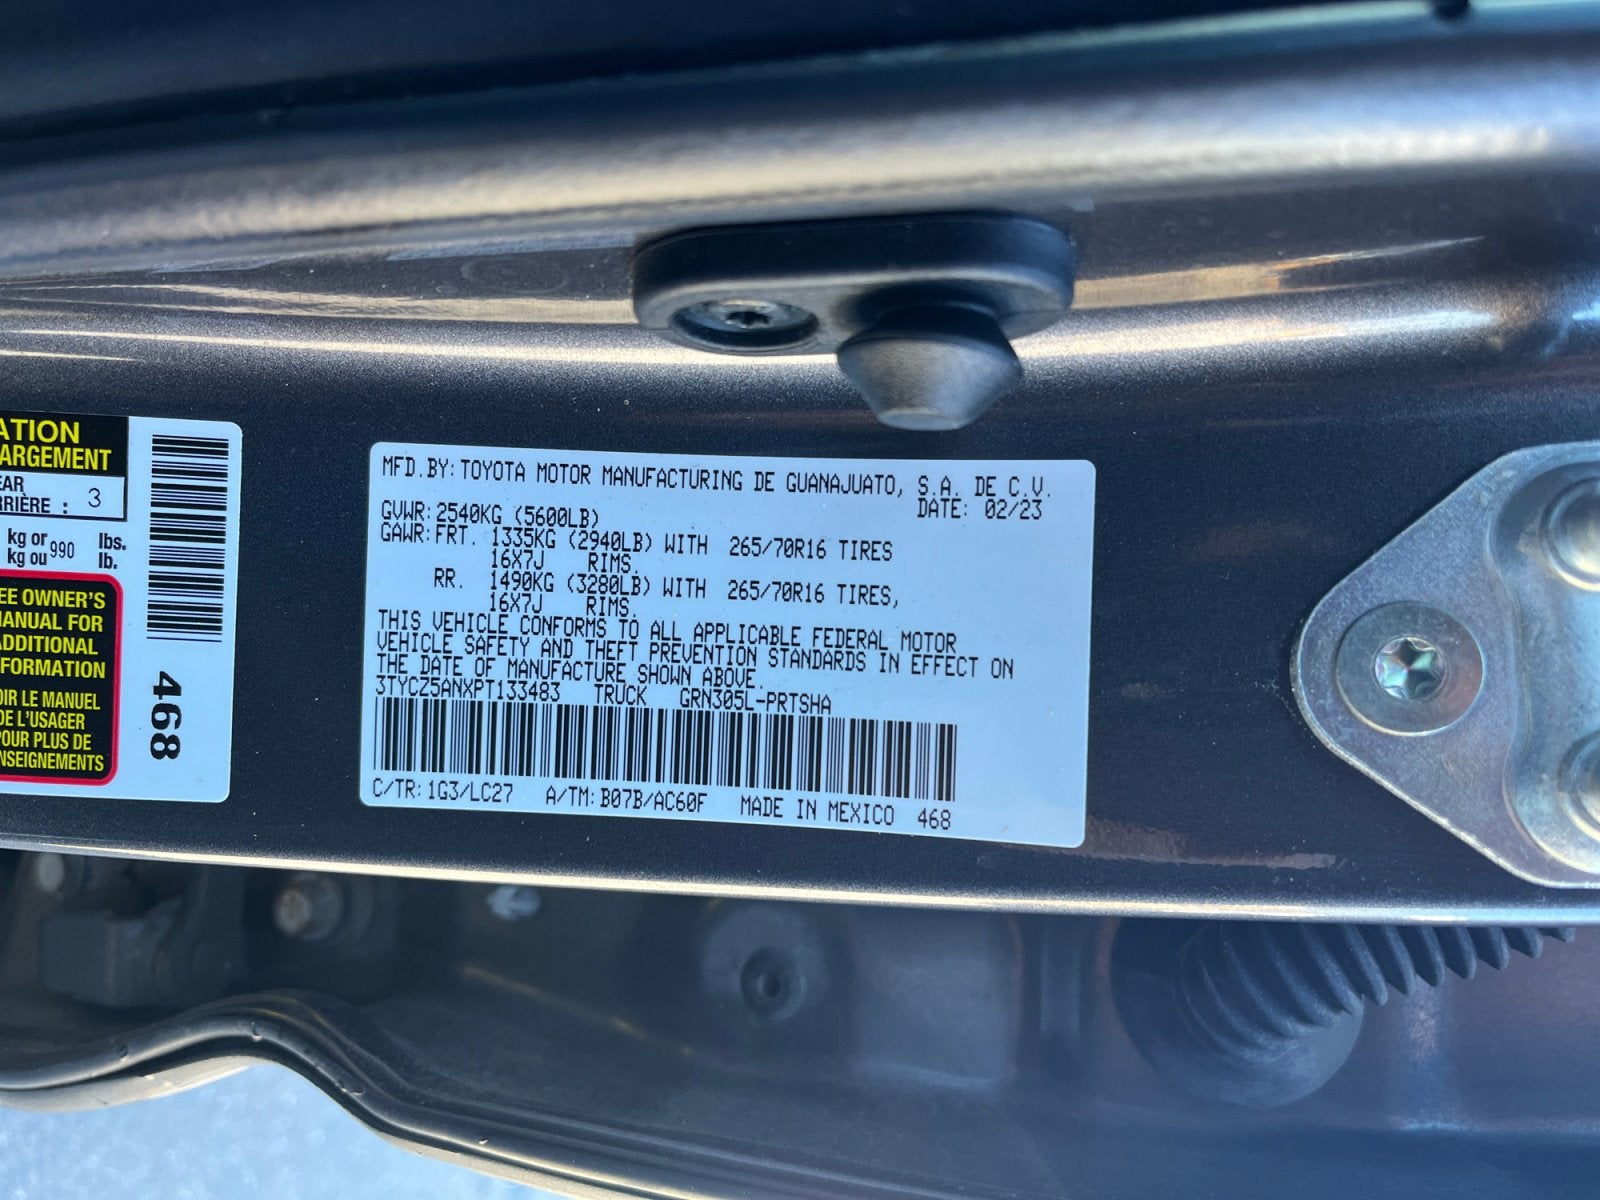 ATION
ARGEMENT
EAR
RRIÈRE : 3
kg or lbs.
kg ou 990 lb.
EE OWNER'S
MANUAL FOR
ADDITIONAL
FORMATION
OIR LE MANUEL
DE L'USAGER
POUR PLUS DE
NSEIGNEMENTS
468
MFD.BY: TOYOTA MOTOR MANUFACTURING DE GUANAJUATO, S.A. DE C.V.
DATE: 02/23
GVWR: 2540KG (5600LB)
GAWR: FRT. 1335KG (2940LB) WITH 265/70R16 TIRES
16X7J RIMS.
RR. 1490KG (3280LB) WITH 265/70R16 TIRES,
16X7J RIMS.
THIS VEHICLE CONFORMS TO ALL APPLICABLE FEDERAL MOTOR
VEHICLE SAFETY AND THEFT PREVENTION STANDARDS IN EFFECT ON
THE DATE OF MANUFACTURE SHOWN ABOVE.
3TYCZ5ANXPT133483 TRUCK GRN305L-PRTSHA
C/TR: 1G3/LC27 A/TM: B07B/AC60F MADE IN MEXICO 468